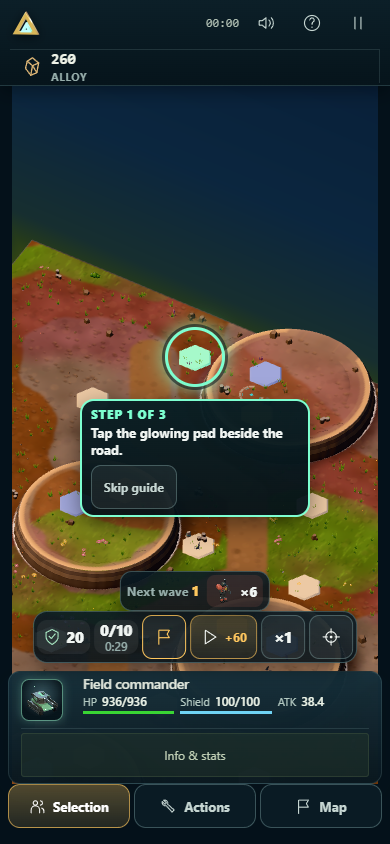 00:00
260
ALLOY
STEP 1 OF 3
Tap the glowing pad beside the
road.
Skip guide
Next wave 1
×6
20
0/10
0:29
+60
×1
Field commander
HP 936/936
Shield 100/100
ATK 38.4
Info & stats
Selection
Actions
Map